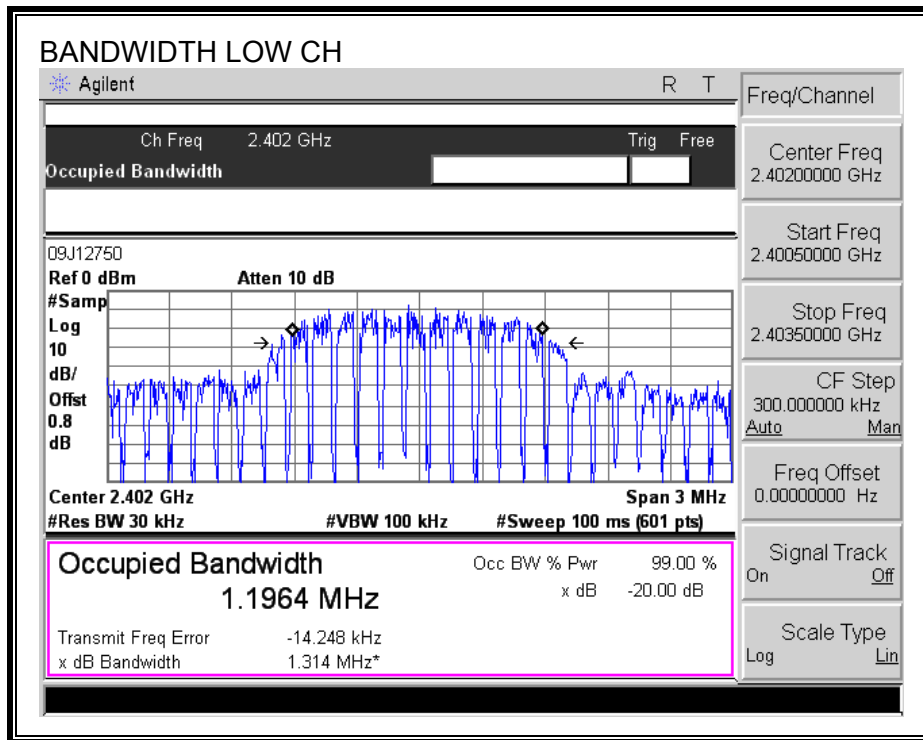 BANDWIDTH LOW CH
Agilent R T
Ch Freq 2.402 GHz Trig Free
Occupied Bandwidth
09J12750
Ref 0 dBm Atten 10 dB
#Samp
Log
10
dB/
Offst
0.8
dB
Center 2.402 GHz Span 3 MHz
#Res BW 30 kHz #VBW 100 kHz #Sweep 100 ms (601 pts)
Occupied Bandwidth Occ BW % Pwr 99.00 %
1.1964 MHz x dB -20.00 dB
Transmit Freq Error -14.248 kHz
x dB Bandwidth 1.314 MHz*
Freq/Channel
Center Freq
2.40200000 GHz
Start Freq
2.40050000 GHz
Stop Freq
2.40350000 GHz
CF Step
300.000000 kHz
Auto Man
Freq Offset
0.00000000 Hz
Signal Track
On Off
Scale Type
Log Lin